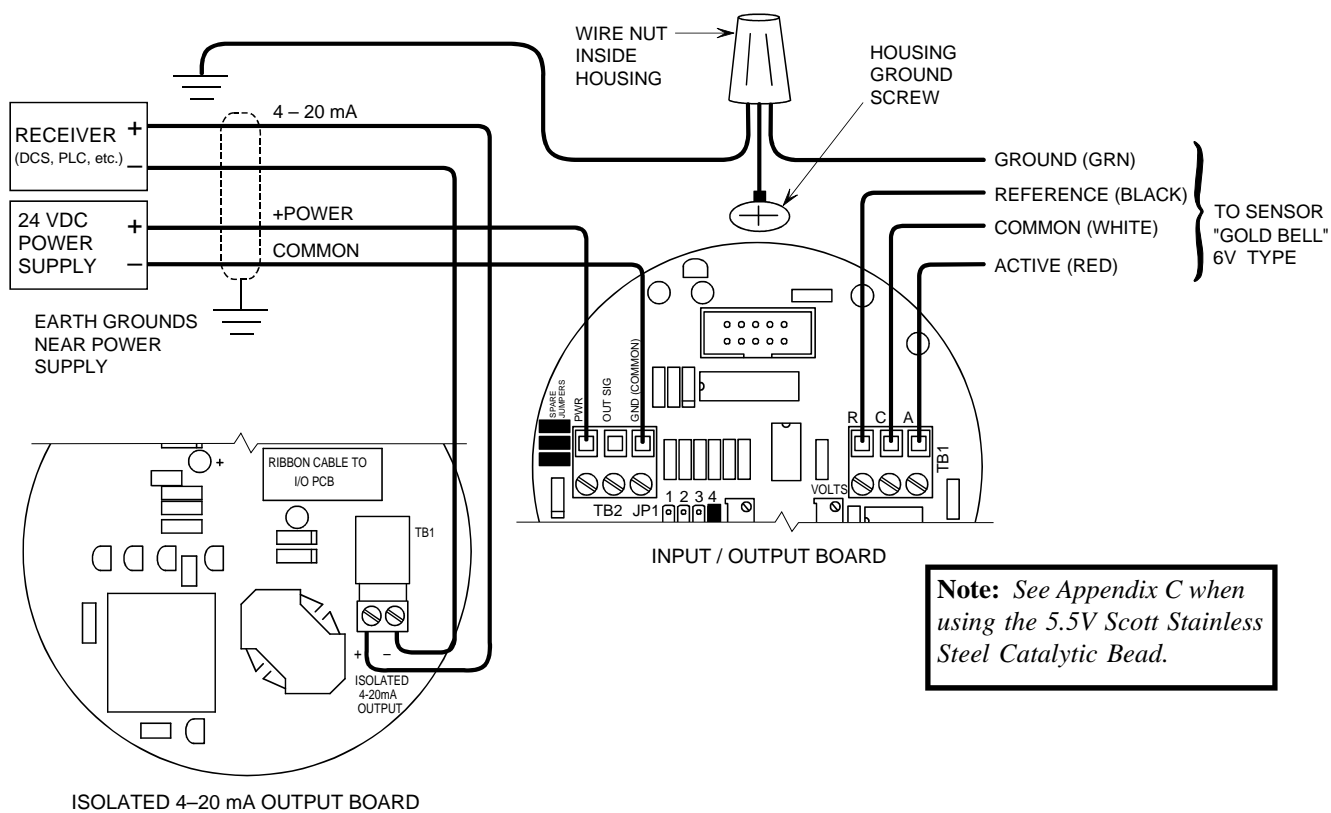 WIRE NUT
INSIDE
HOUSING
HOUSING
GROUND
SCREW
4 – 20 mA
RECEIVER
(DCS, PLC, etc.)
+
–
GROUND (GRN)
REFERENCE (BLACK)
COMMON (WHITE)
ACTIVE (RED)
TO SENSOR
"GOLD BELL"
6V TYPE
24 VDC
POWER
SUPPLY
+
–
+POWER
COMMON
EARTH GROUNDS
NEAR POWER
SUPPLY
SPARE
JUMPERS
PWR
OUT SIG
GND (COMMON)
R
C
A
TB1
TB2
JP1
1 2 3 4
VOLTS
INPUT / OUTPUT BOARD
+
RIBBON CABLE TO
I/O PCB
TB1
+
–
ISOLATED
4-20mA
OUTPUT
ISOLATED 4–20 mA OUTPUT BOARD
Note: See Appendix C when
using the 5.5V Scott Stainless
Steel Catalytic Bead.